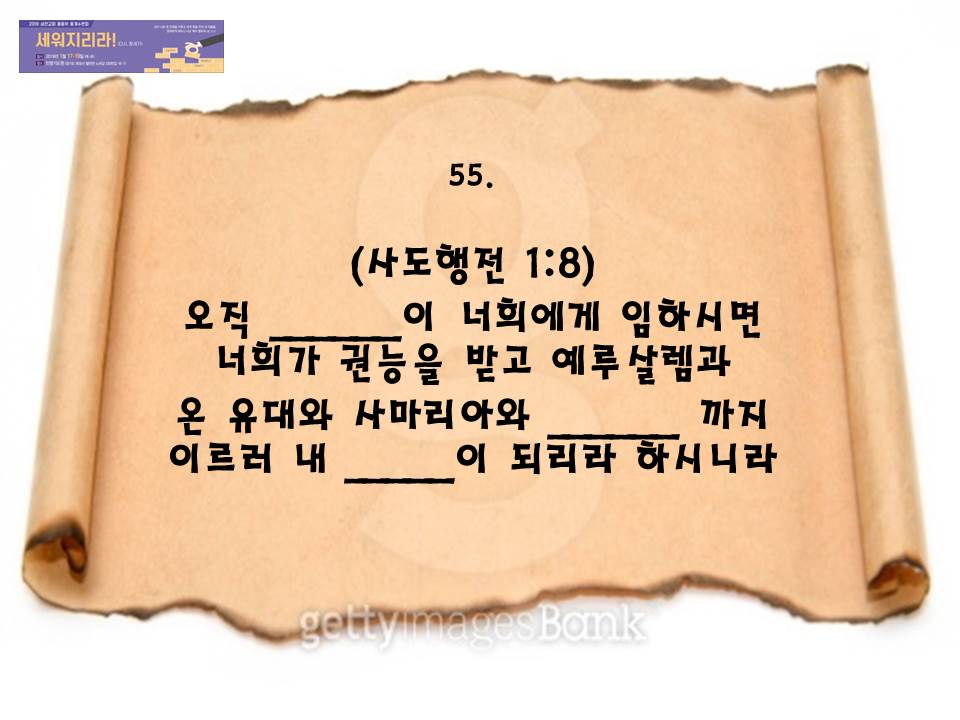 세워지리라!
55.
(사도행전 1:8)
오직 ______이 너희에게 임하시면
너희가 권능을 받고 예루살렘과
온 유대와 사마리아와 ______ 까지
이르러 내 _____이 되리라 하시니라
gettyimagesBank